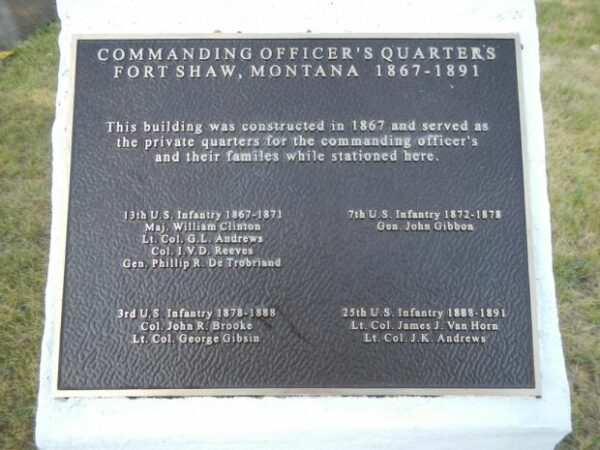 COMMANDING OFFICER'S QUARTERS
FORT SHAW, MONTANA 1867-1891
This building was constructed in 1867 and served as
the private quarters for the commanding officer's
and their familes while stationed here.
13th U.S. Infantry 1867-1871
Maj. William Clinton
Lt. Col. G.L. Andrews
Col. I.V.D. Reeves
Gen. Phillip R. De Trobriand
7th U.S. Infantry 1872-1878
Gen. John Gibbon
3rd U.S. Infantry 1878-1888
Col. John R. Brooke
Lt. Col. George Gibsin
25th U.S. Infantry 1888-1891
Lt. Col. James J. Van Horn
Lt. Col. J.K. Andrews